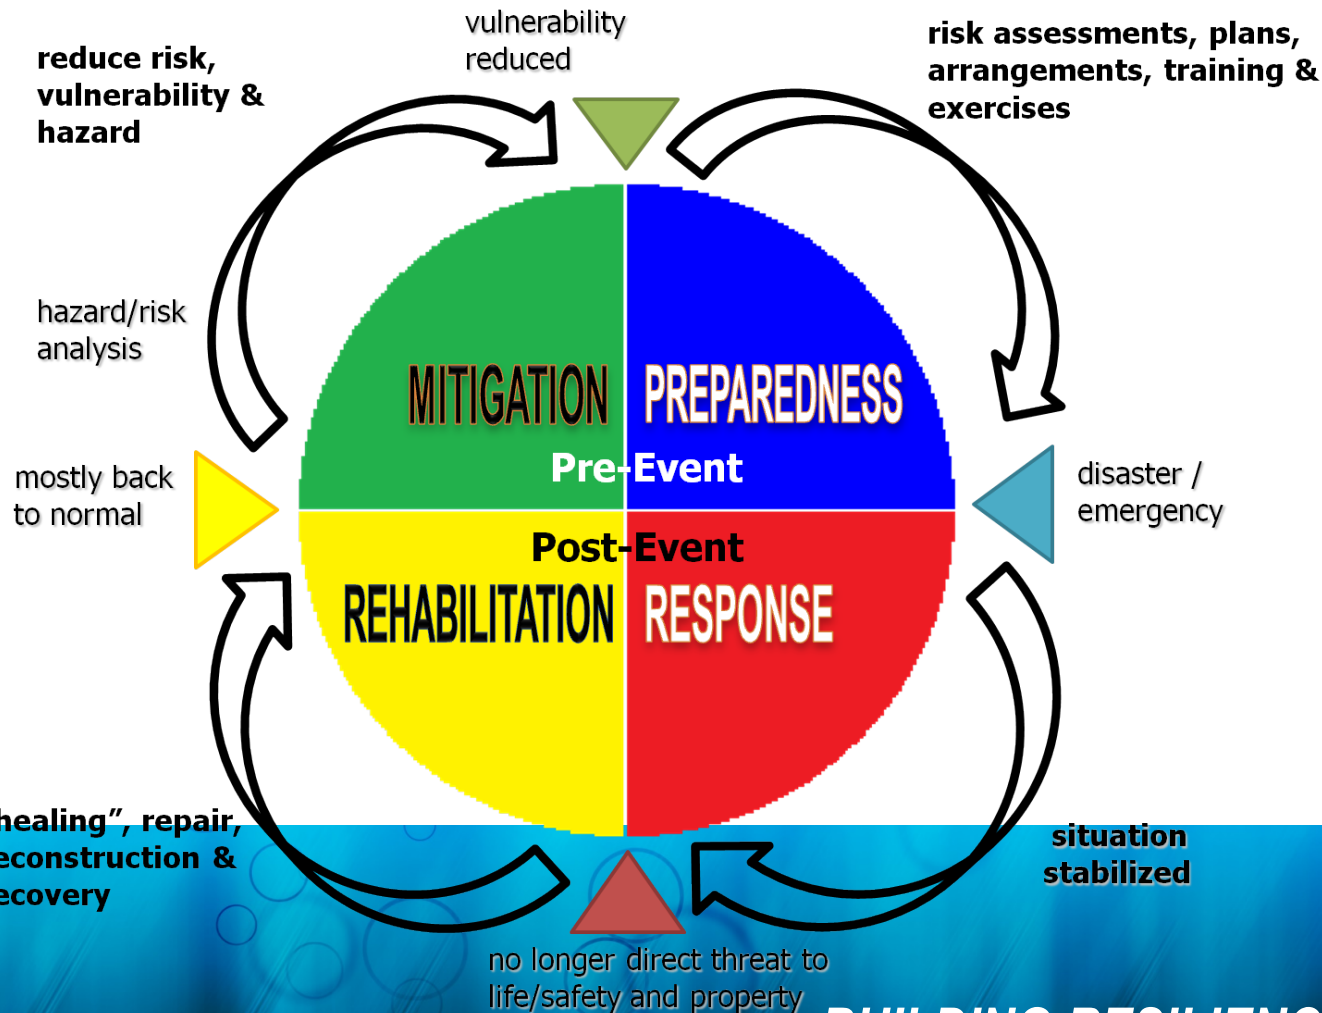 vulnerability
reduced
reduce risk,
vulnerability &
hazard
risk assessments, plans,
arrangements, training &
exercises
hazard/risk
analysis
MITIGATION
PREPAREDNESS
Pre-Event
mostly back
to normal
disaster /
emergency
Post-Event
REHABILITATION
RESPONSE
healing”, repair,
econstruction &
ecovery
situation
stabilized
no longer direct threat to
life/safety and property
BUILDING RESILIENC